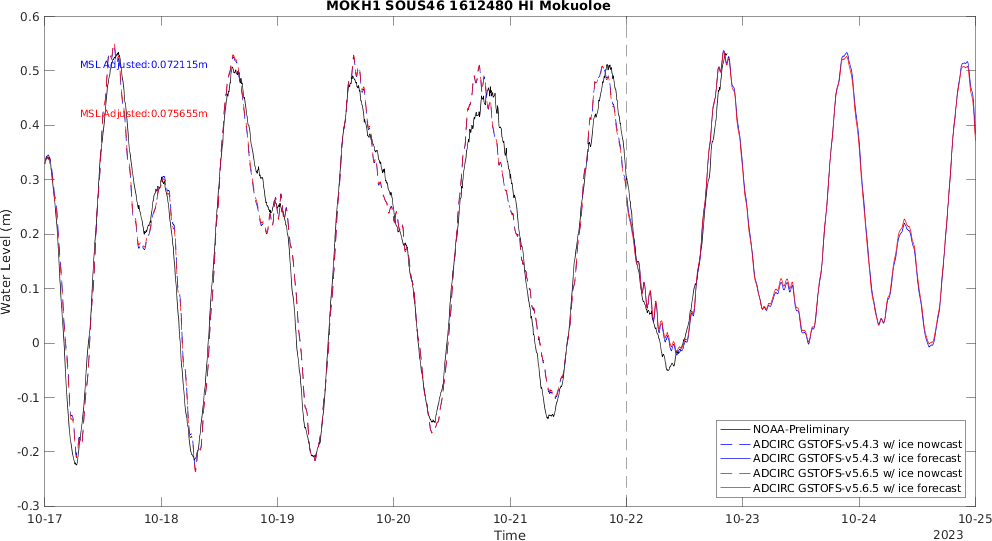 MOKH1 SOUS46 1612480 HI Mokuoloe
0.6
0.5
0.4
0.3
0.2
0.1
0
-0.1
-0.2
-0.3
Water Level (m)
MSL Adjusted:0.072115m
MSL Adjusted:0.075655m
NOAA-Preliminary
ADCIRC GSTOFS-v5.4.3 w/ ice nowcast
ADCIRC GSTOFS-v5.4.3 w/ ice forecast
ADCIRC GSTOFS-v5.6.5 w/ ice nowcast
ADCIRC GSTOFS-v5.6.5 w/ ice forecast
10-17 10-18 10-19 10-20 10-21 10-22 10-23 10-24 10-25
Time
2023